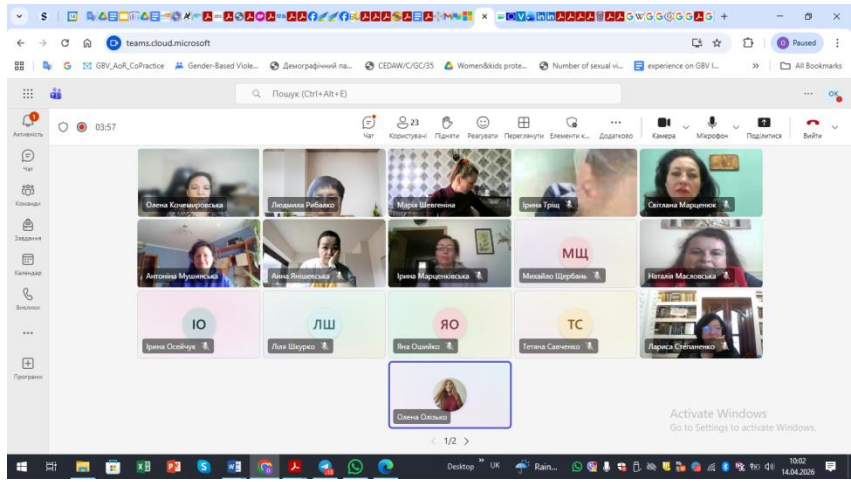 teams.cloud.microsoft
Paused
GBV_AoR_CoPractice
Gender-Based Viole...
Демографічний па...
CEDAW/C/GC/35
Women&kids prote...
Number of sexual vi...
experience on GBV l...
All Bookmarks
Пошук (Ctrl+Alt+E)
03:57
23
Чат
Користувачі
Підняти
Реагувати
Переглянути
Елементи к...
Додатково
Камера
Мікрофон
Поділитися
Вийти
Активність
Чат
Команди
Завдання
Календар
Виклики
Програми
Олена Кочемировська
Людмила Рибалко
Марія Шевгеніна
Ірина Тріщ
Світлана Марценюк
Антоніна Мушинська
Анна Янішевська
Ірина Марценківська
МЩ
Михайло Щербань
Наталія Масловська
ІО
Ірина Осейчук
ЛШ
Лілія Шкурко
ЯО
Яна Ошийко
ТС
Тетяна Савченко
Лариса Степаненко
Олена Олізько
1/2
Activate Windows
Go to Settings to activate Windows.
Desktop
UK
Rain...
10:02
14.04.2026